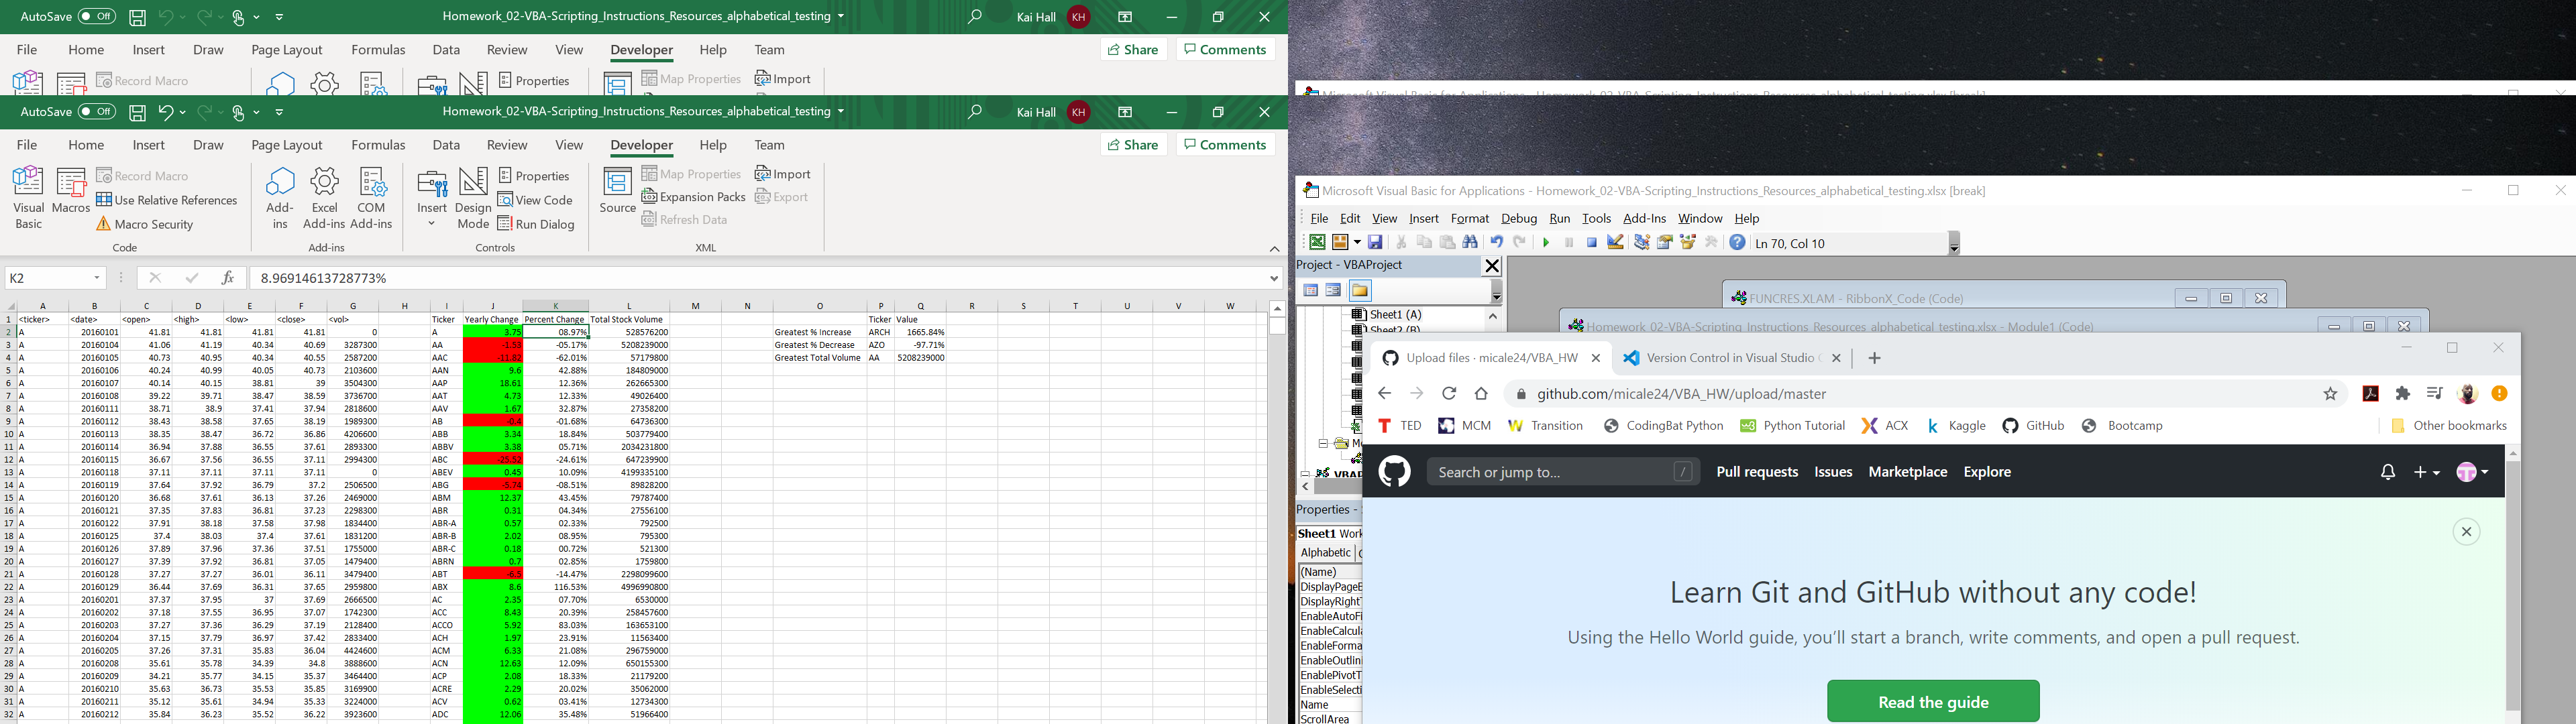 AutoSave Off Homework_02-VBA-Scripting_Instructions_Resources_alphabetical_testing Kai Hall KH
File Home Insert Draw Page Layout Formulas Data Review View Developer Help Team Share Comments
Record Macro Properties Map Properties Import
AutoSave Off Homework_02-VBA-Scripting_Instructions_Resources_alphabetical_testing Kai Hall KH
File Home Insert Draw Page Layout Formulas Data Review View Developer Help Team Share Comments
Visual Basic Macros Record Macro Use Relative References Macro Security
Code
Add-ins Excel Add-ins COM Add-ins
Add-ins
Insert Design Mode Properties View Code Run Dialog
Controls
Source Map Properties Expansion Packs Refresh Data Import Export
XML
K2 fx 8.96914613728773%
A B C D E F G H I J K L M N O P Q R S T U V W
1 <ticker> <date> <open> <high> <low> <close> <vol> Ticker Yearly Change Percent Change Total Stock Volume Ticker Value
2 A 20160101 41.81 41.81 41.81 41.81 0 A 3.75 08.97% 528576200 Greatest % Increase ARCH 1665.84%
3 A 20160104 41.06 41.19 40.34 40.69 3287300 AA -1.53 -05.17% 5208239000 Greatest % Decrease AZO -97.71%
4 A 20160105 40.73 40.95 40.34 40.55 2587200 AAC -11.82 -62.01% 57179800 Greatest Total Volume AA 5208239000
5 A 20160106 40.24 40.99 40.05 40.73 2103600 AAN 9.6 42.88% 184809000
6 A 20160107 40.14 40.15 38.81 39 3504300 AAP 18.61 12.36% 262665300
7 A 20160108 39.22 39.71 38.47 38.59 3736700 AAT 4.73 12.33% 49026400
8 A 20160111 38.71 38.9 37.41 37.94 2818600 AAV 1.67 32.87% 27358200
9 A 20160112 38.43 38.58 37.65 38.19 1989300 AB -0.4 -01.68% 64736300
10 A 20160113 38.35 38.47 36.72 36.86 4206600 ABB 3.34 18.84% 503779400
11 A 20160114 36.94 37.88 36.55 37.61 2893300 ABBV 3.38 05.71% 2034231800
12 A 20160115 36.67 37.56 36.55 37.11 2994300 ABC -25.52 -24.61% 647239900
13 A 20160118 37.11 37.11 37.11 37.11 0 ABEV 0.45 10.09% 4199335100
14 A 20160119 37.64 37.92 36.79 37.2 2506500 ABG -5.74 -08.51% 89828200
15 A 20160120 36.68 37.61 36.13 37.26 2469000 ABM 12.37 43.45% 79787400
16 A 20160121 37.35 37.83 36.81 37.23 2298300 ABR 0.31 04.34% 27556100
17 A 20160122 37.91 38.18 37.58 37.98 1834400 ABR-A 0.57 02.33% 792500
18 A 20160125 37.4 38.03 37.4 37.61 1831200 ABR-B 2.02 08.95% 795300
19 A 20160126 37.89 37.96 37.36 37.51 1755000 ABR-C 0.18 00.72% 521300
20 A 20160127 37.39 37.92 36.81 37.05 1479400 ABRN 0.7 02.85% 1759800
21 A 20160128 37.27 37.27 36.01 36.11 3479400 ABT -6.5 -14.47% 2298099600
22 A 20160129 36.44 37.69 36.31 37.65 2959800 ABX 8.6 116.53% 4996990800
23 A 20160201 37.37 37.95 37 37.69 2666500 AC 2.35 07.70% 6530000
24 A 20160202 37.18 37.55 36.95 37.07 1742300 ACC 8.43 20.39% 258457600
25 A 20160203 37.27 37.36 36.29 37.19 2128400 ACCO 5.92 83.03% 163653100
26 A 20160204 37.15 37.79 36.97 37.42 2833400 ACH 1.97 23.91% 11563400
27 A 20160205 37.26 37.31 35.83 36.04 4424600 ACM 6.33 21.08% 296759000
28 A 20160208 35.61 35.78 34.39 34.8 3888600 ACN 12.63 12.09% 650155300
29 A 20160209 34.21 35.77 34.15 35.37 3464400 ACP 2.08 18.33% 21179200
30 A 20160210 35.63 36.73 35.53 35.85 3169900 ACRE 2.29 20.02% 35062000
31 A 20160211 35.12 35.61 34.94 35.33 3224000 ACV 0.62 03.41% 12734300
32 A 20160212 35.84 36.23 35.52 36.22 3923600 ADC 12.06 35.48% 51966400
Microsoft Visual Basic for Applications - Homework_02-VBA-Scripting_Instructions_Resources_alphabetical_testing.xlsx [break]
File Edit View Insert Format Debug Run Tools Add-Ins Window Help
Ln 70, Col 10
Project - VBAProject
Sheet1 (A)
Sheet2 (B)
VBAP
FUNCRES.XLAM - RibbonX_Code (Code)
Homework_02-VBA-Scripting_Instructions_Resources_alphabetical_testing.xlsx - Module1 (Code)
Properties -
Sheet1 Work
Alphabetic
(Name)
DisplayPageB
DisplayRightT
EnableAutoFi
EnableCalcula
EnableForma
EnableOutlin
EnablePivotT
EnableSelecti
Name
ScrollArea
Upload files · micale24/VBA_HW Version Control in Visual Studio
github.com/micale24/VBA_HW/upload/master
TED MCM Transition CodingBat Python Python Tutorial ACX Kaggle GitHub Bootcamp Other bookmarks
Search or jump to... / Pull requests Issues Marketplace Explore
Learn Git and GitHub without any code!
Using the Hello World guide, you’ll start a branch, write comments, and open a pull request.
Read the guide